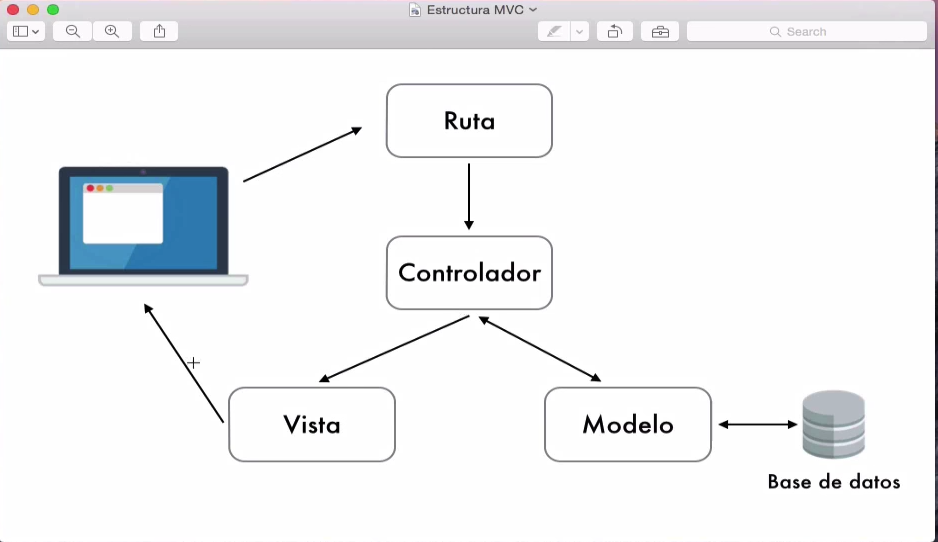 Estructura MVC
Search
Ruta
Controlador
Vista
Modelo
Base de datos